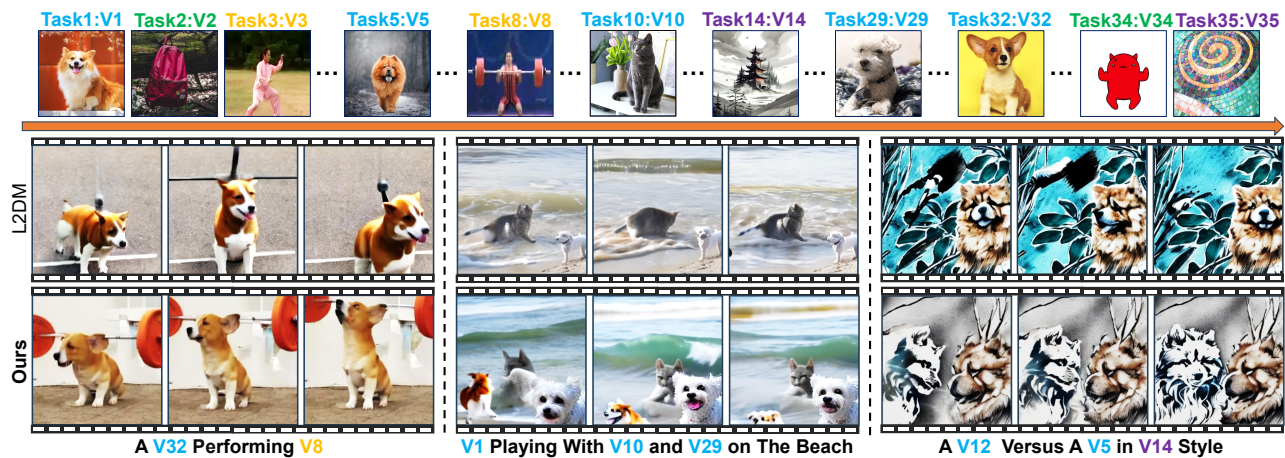 Task1:V1 Task2:V2 Task3:V3 Task5:V5 Task8:V8 Task10:V10 Task14:V14 Task29:V29 Task32:V32 Task34:V34 Task35:V35
... ... ... ... ... ... ...
L2DM
Ours
A V32 Performing V8
V1 Playing With V10 and V29 on The Beach
A V12 Versus A V5 in V14 Style